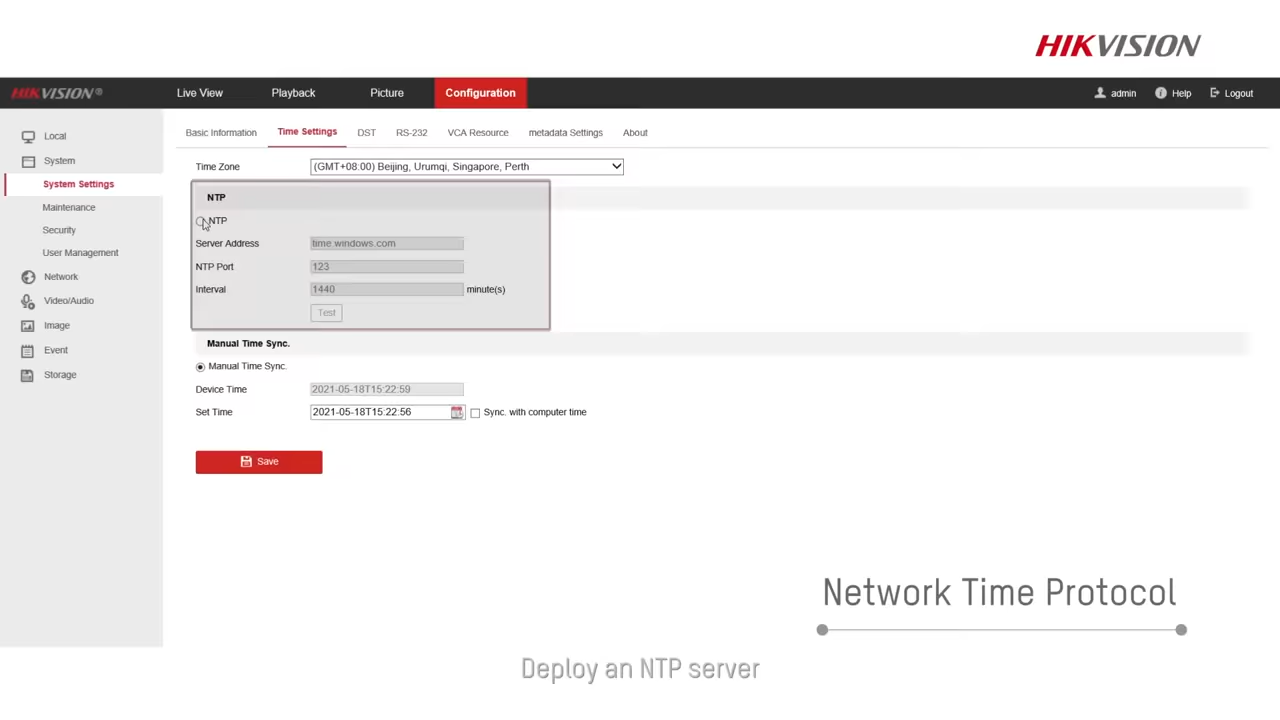 HIKVISION
HIKVISION®
Live View
Playback
Picture
Configuration
admin
Help
Logout
Local
System
System Settings
Maintenance
Security
User Management
Network
Video/Audio
Image
Event
Storage
Basic Information
Time Settings
DST
RS-232
VCA Resource
metadata Settings
About
Time Zone
(GMT+08:00) Beijing, Urumqi, Singapore, Perth
NTP
NTP
Server Address
time.windows.com
NTP Port
123
Interval
1440
minute(s)
Test
Manual Time Sync.
Manual Time Sync.
Device Time
2021-05-18T15:22:59
Set Time
2021-05-18T15:22:56
Sync. with computer time
Save
Network Time Protocol
Deploy an NTP server